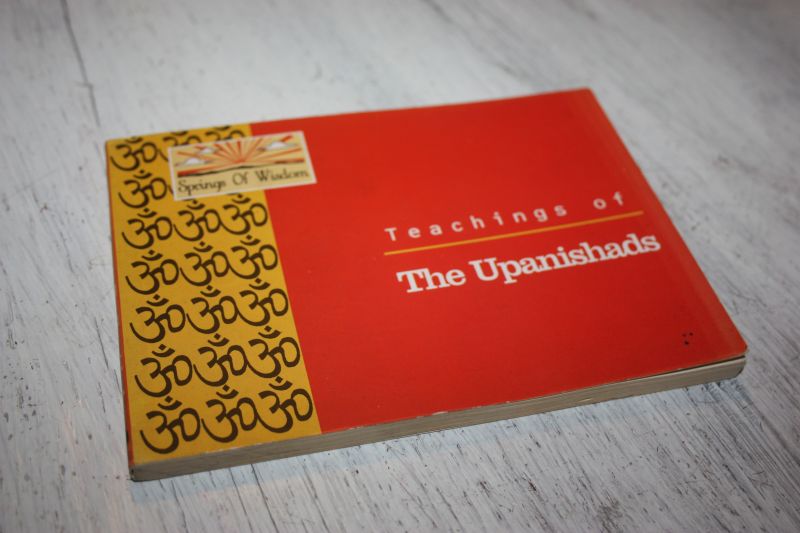 Springs Of Wisdom
Teachings of
The Upanishads